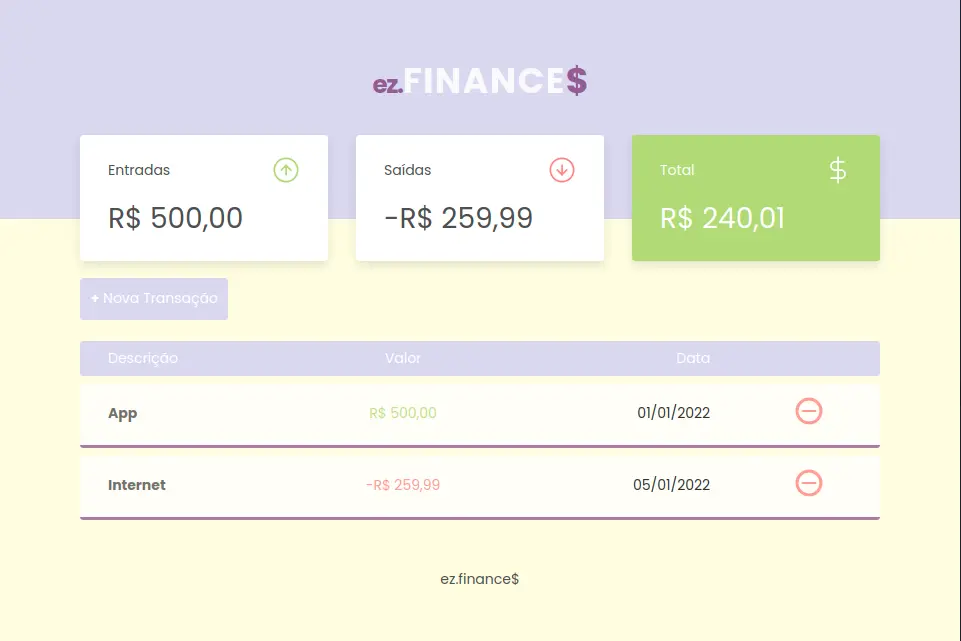 ez.FINANCE$
Entradas
R$ 500,00
Saídas
-R$ 259,99
Total
$
R$ 240,01
+ Nova Transação
Descrição Valor Data
App R$ 500,00 01/01/2022
Internet -R$ 259,99 05/01/2022
ez.finance$